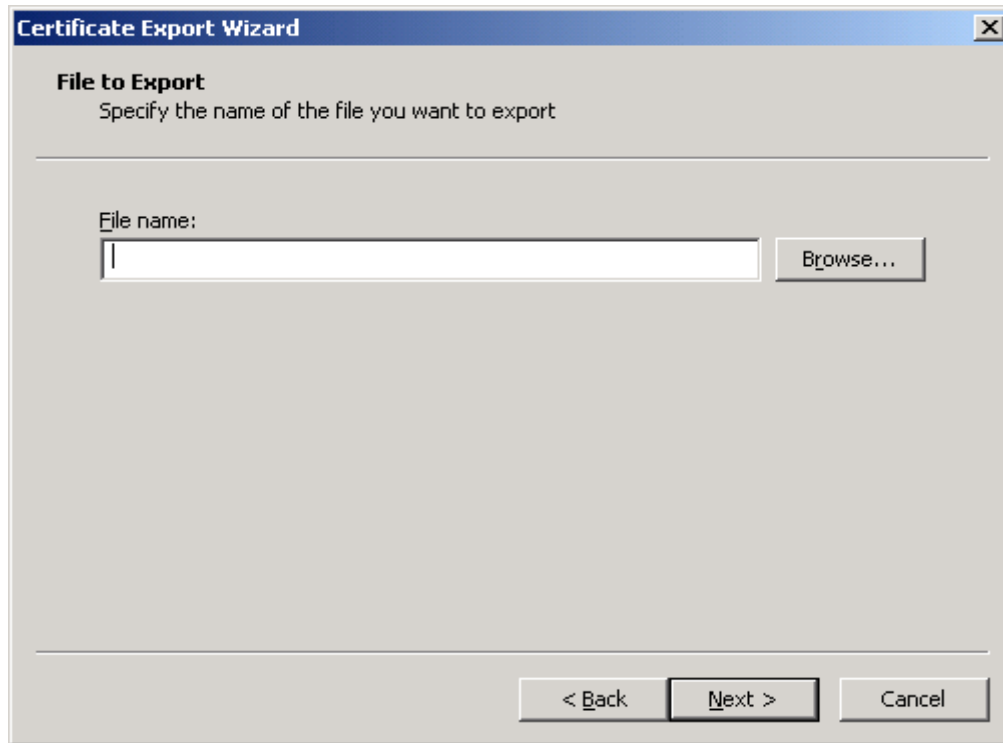 Certificate Export Wizard
File to Export
Specify the name of the file you want to export
File name:
Browse...
< Back
Next >
Cancel